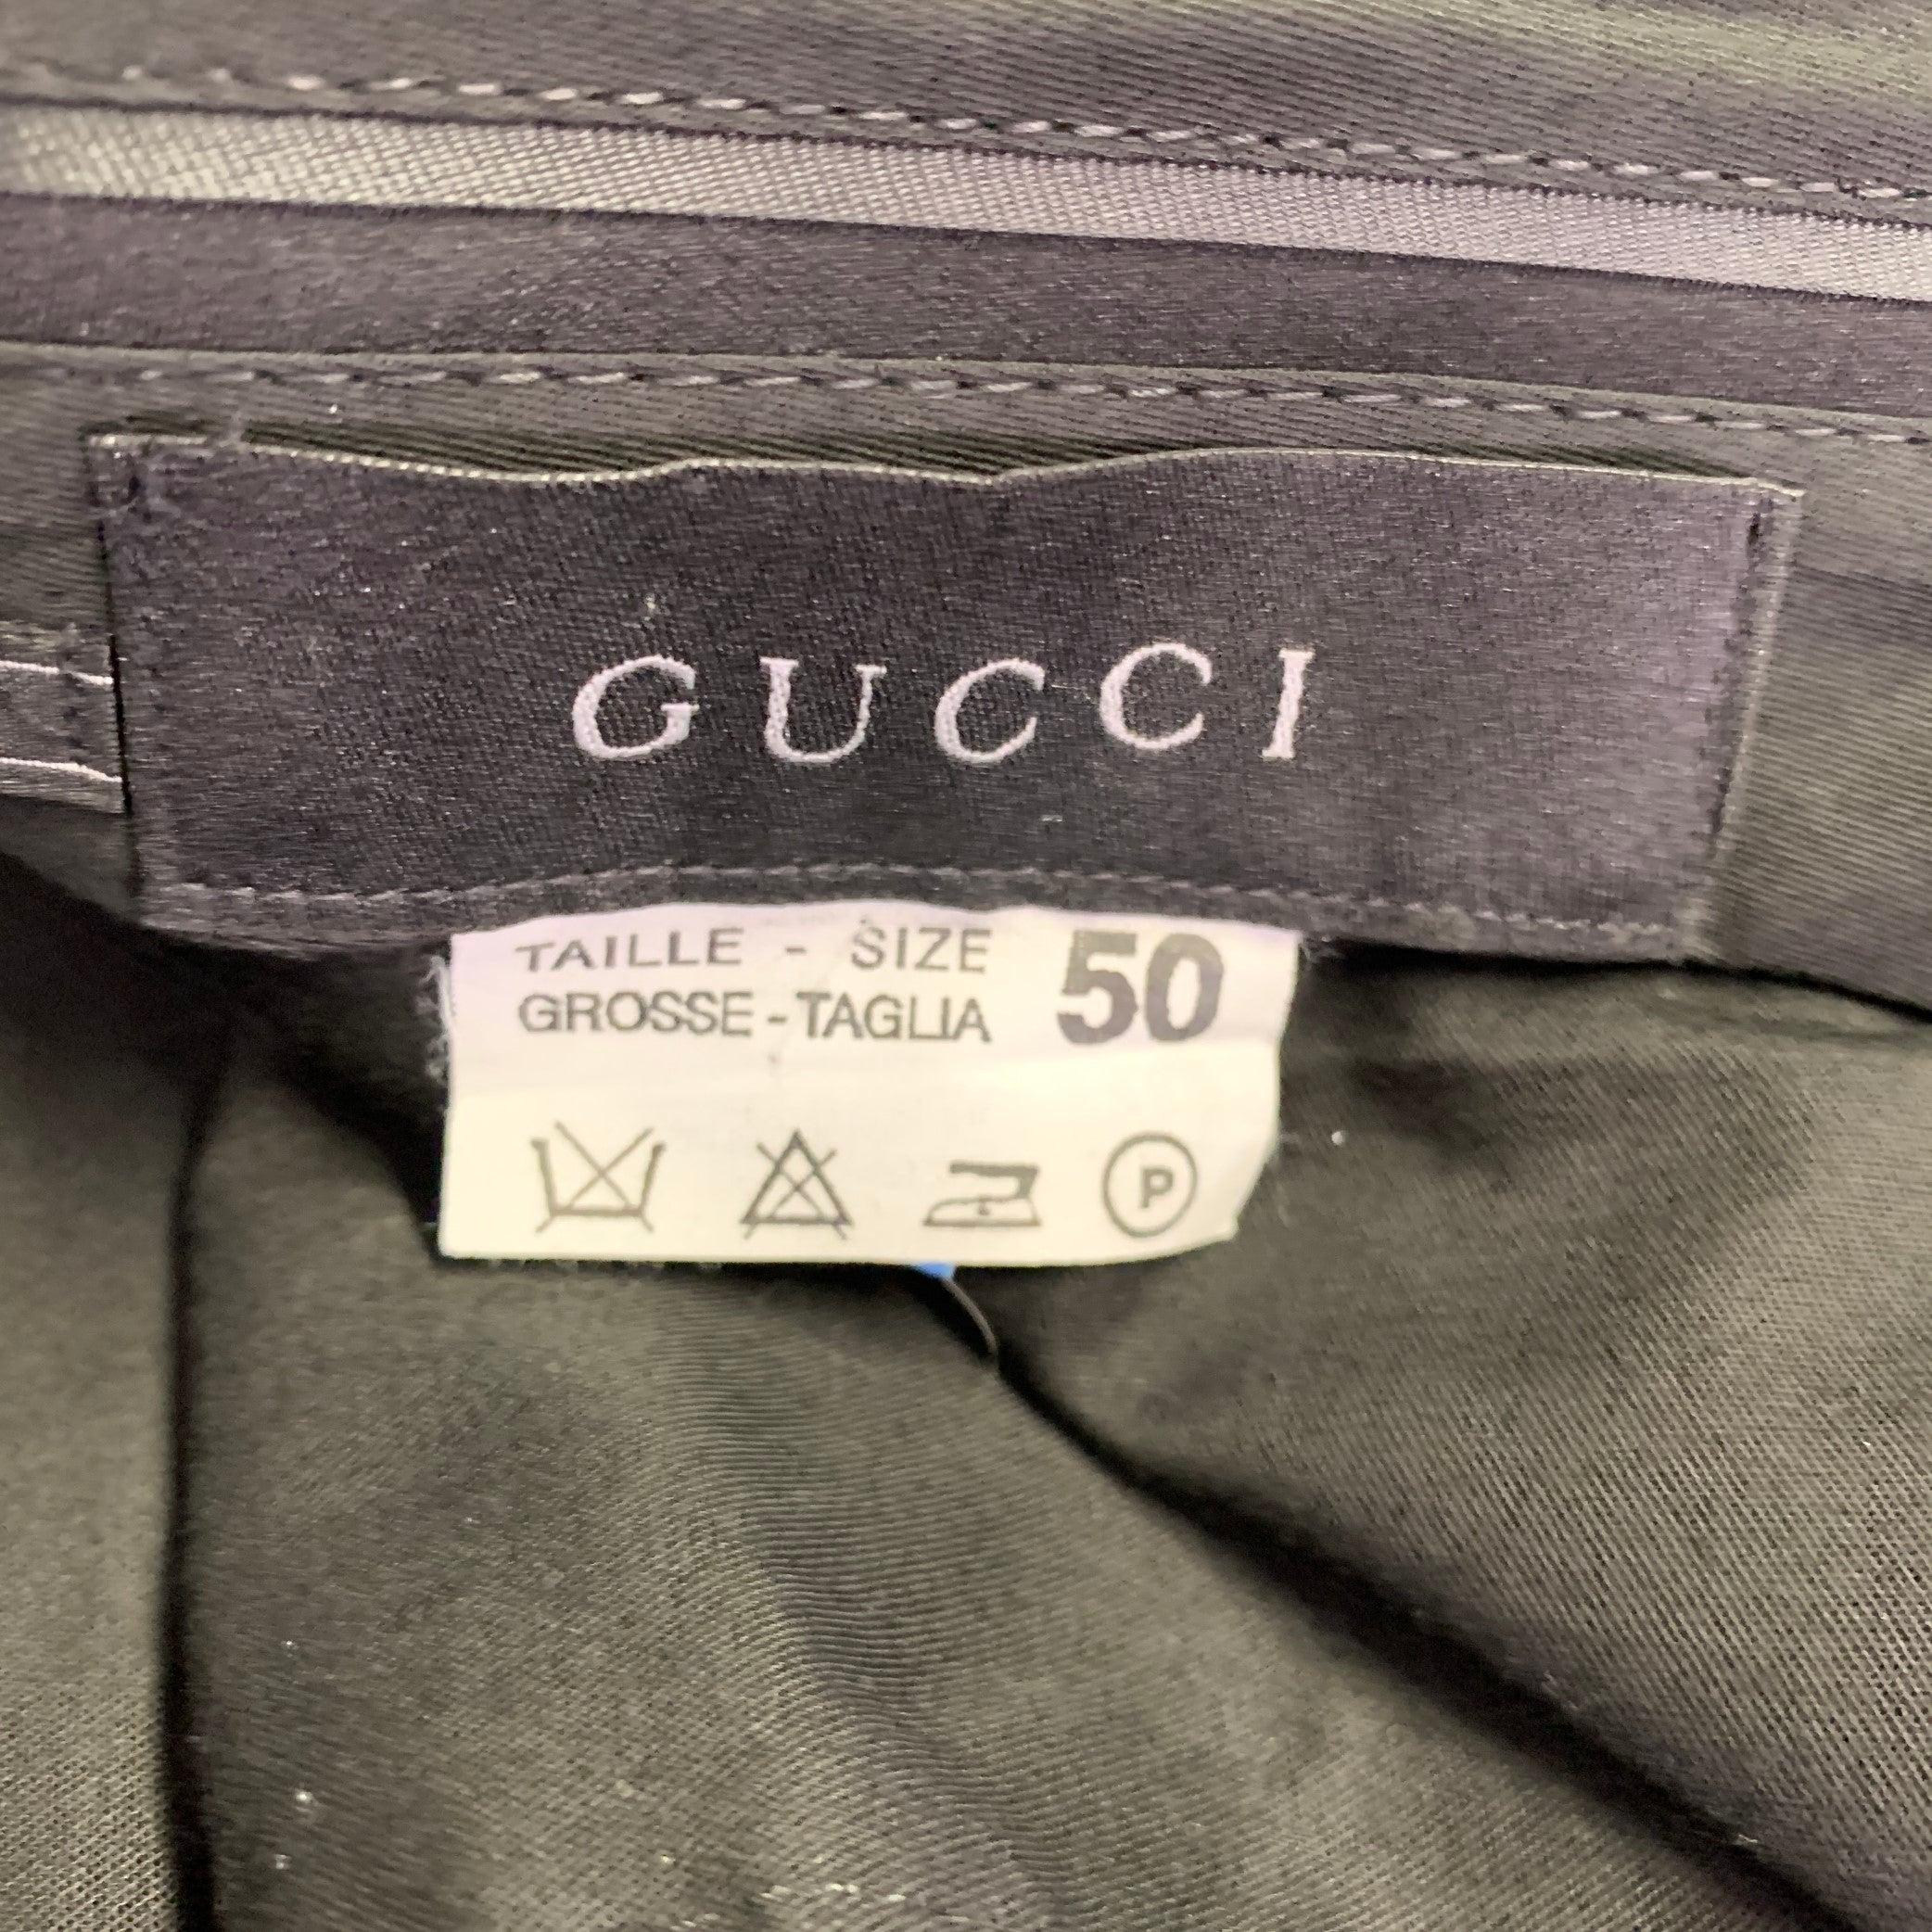 GUCCI
TAILLE - SIZE 50
GROSSE - TAGLIA
P